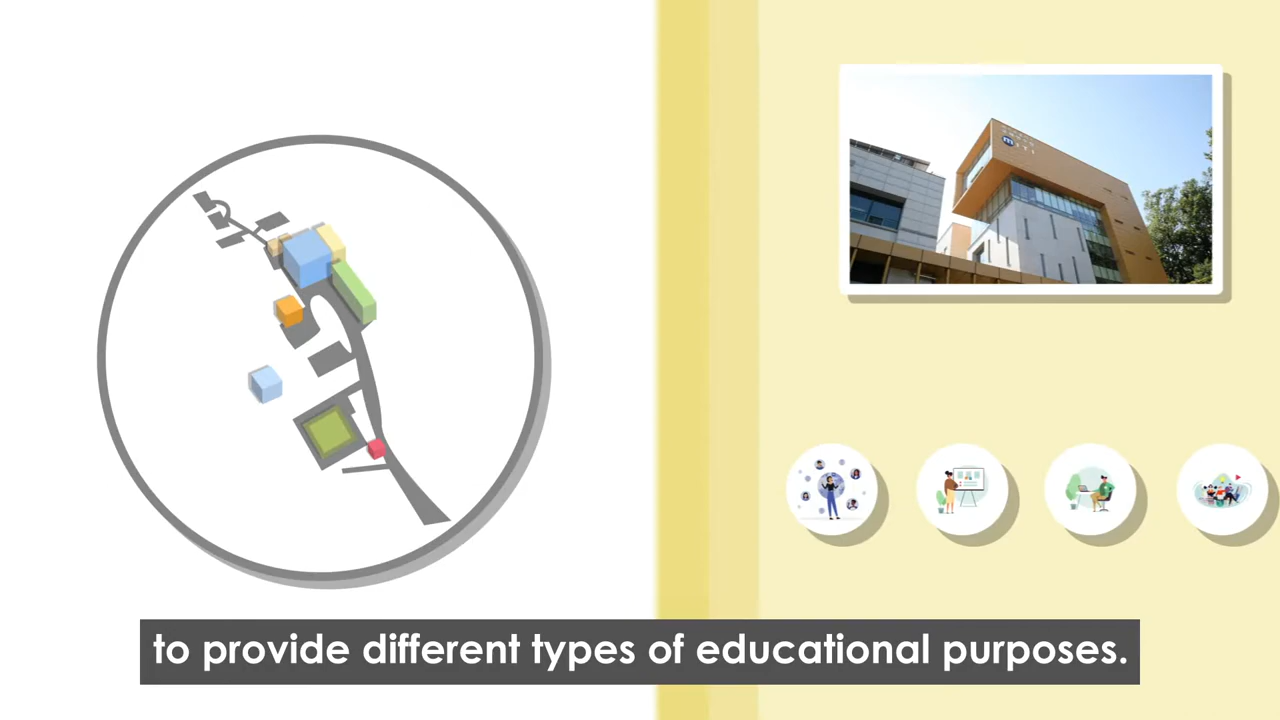 to provide different types of educational purposes.